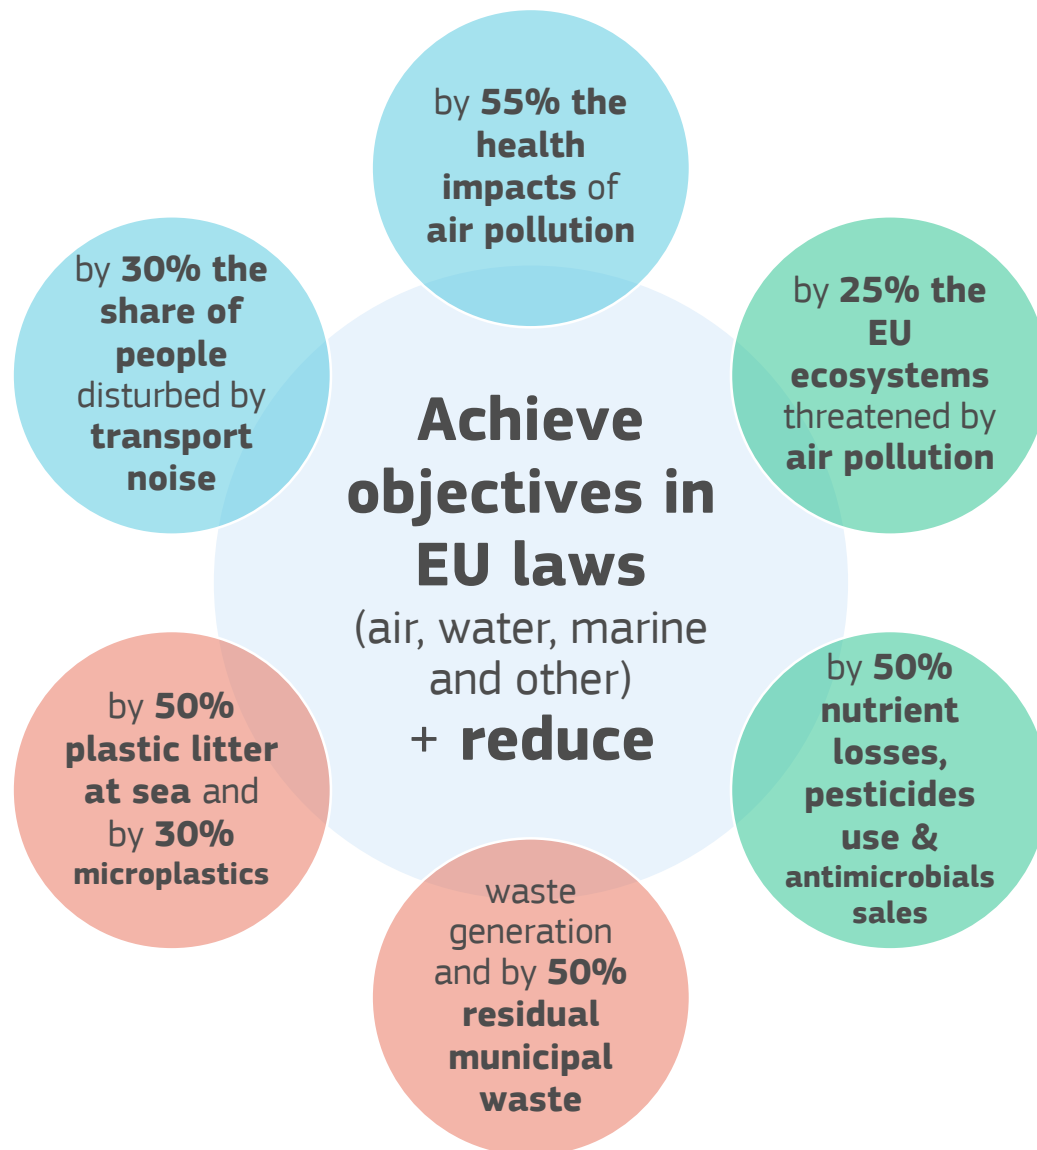 by 55% the
health
impacts of
air pollution
by 30% the
share of
people
disturbed by
transport
noise
by 25% the
EU
ecosystems
threatened by
air pollution
Achieve
objectives in
EU laws
(air, water, marine
and other)
+ reduce
by 50%
plastic litter
at sea and
by 30%
microplastics
by 50%
nutrient
losses,
pesticides
use &
antimicrobials
sales
waste
generation
and by 50%
residual
municipal
waste